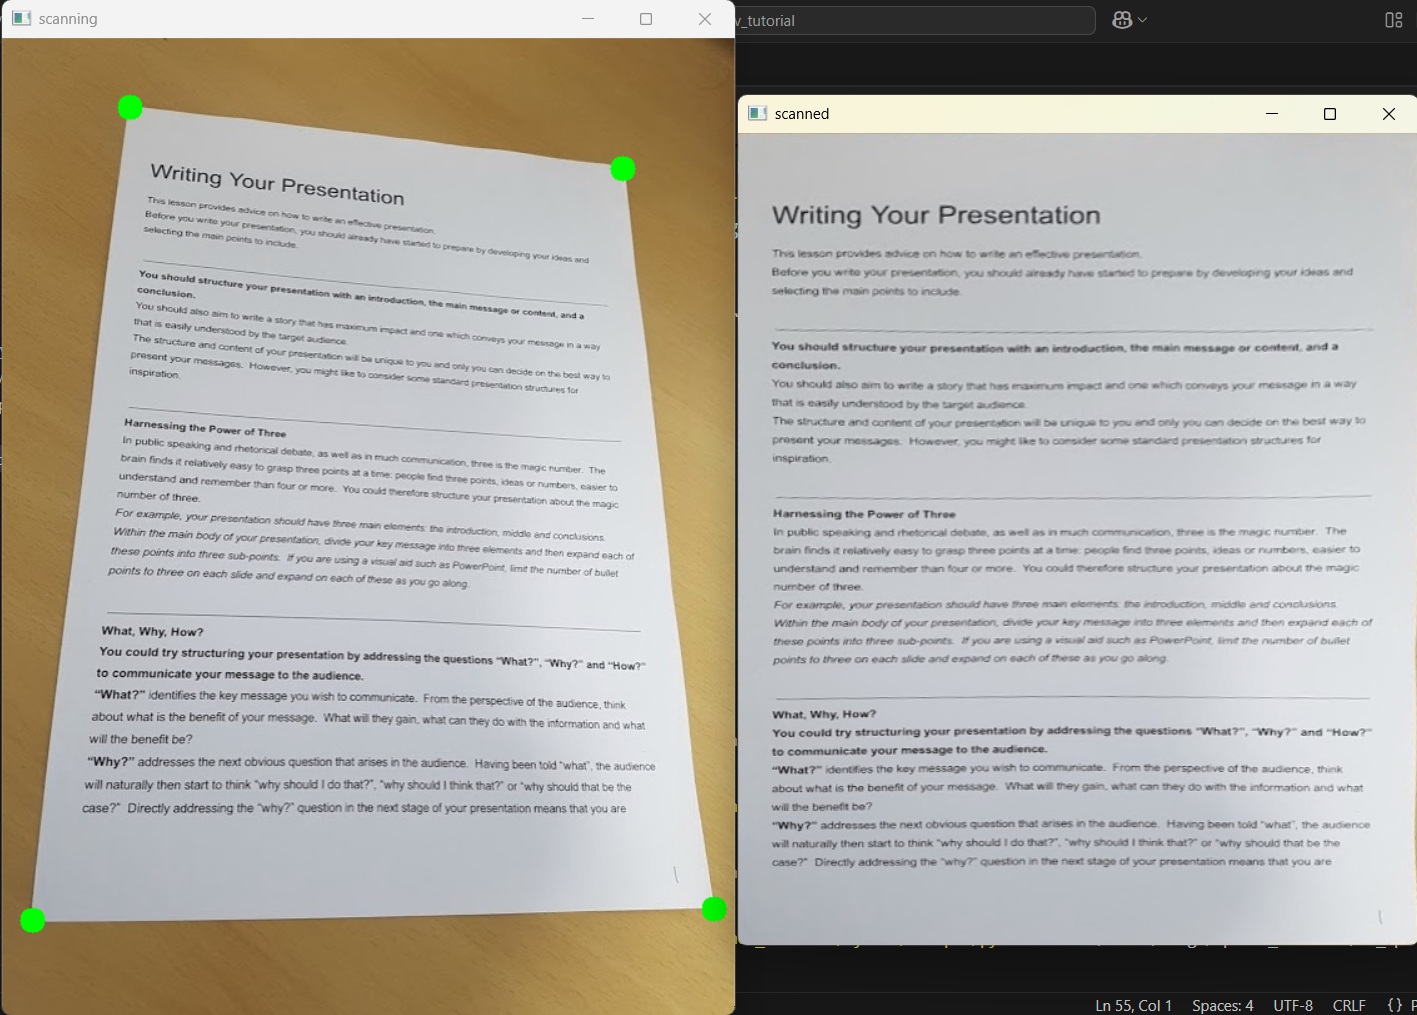 scanning
v_tutorial
Writing Your Presentation
This lesson provides advice on how to write an effective presentation.
Before you write your presentation, you should already have started to prepare by developing your ideas and
selecting the main points to include.
You should structure your presentation with an introduction, the main message or content, and a
conclusion.
You should also aim to write a story that has maximum impact and one which conveys your message in a way
that is easily understood by the target audience.
The structure and content of your presentation will be unique to you and only you can decide on the best way to
present your messages. However, you might like to consider some standard presentation structures for
inspiration.
Harnessing the Power of Three
In public speaking and rhetorical debate, as well as in much communication, three is the magic number. The
brain finds it relatively easy to grasp three points at a time: people find three points, ideas or numbers, easier to
understand and remember than four or more. You could therefore structure your presentation about the magic
number of three.
For example, your presentation should have three main elements: the introduction, middle and conclusions.
Within the main body of your presentation, divide your key message into three elements and then expand each of
these points into three sub-points. If you are using a visual aid such as PowerPoint, limit the number of bullet
points to three on each slide and expand on each of these as you go along.
What, Why, How?
You could try structuring your presentation by addressing the questions "What?", "Why?" and "How?"
to communicate your message to the audience.
"What?" identifies the key message you wish to communicate. From the perspective of the audience, think
about what is the benefit of your message. What will they gain, what can they do with the information and what
will the benefit be?
"Why?" addresses the next obvious question that arises in the audience. Having been told "what", the audience
will naturally then start to think "why should I do that?", "why should I think that?" or "why should that be the
case?" Directly addressing the "why?" question in the next stage of your presentation means that you are
scanned
Writing Your Presentation
This lesson provides advice on how to write an effective presentation.
Before you write your presentation, you should already have started to prepare by developing your ideas and
selecting the main points to include.
You should structure your presentation with an introduction, the main message or content, and a
conclusion.
You should also aim to write a story that has maximum impact and one which conveys your message in a way
that is easily understood by the target audience.
The structure and content of your presentation will be unique to you and only you can decide on the best way to
present your messages. However, you might like to consider some standard presentation structures for
inspiration.
Harnessing the Power of Three
In public speaking and rhetorical debate, as well as in much communication, three is the magic number. The
brain finds it relatively easy to grasp three points at a time: people find three points, ideas or numbers, easier to
understand and remember than four or more. You could therefore structure your presentation about the magic
number of three.
For example, your presentation should have three main elements: the introduction, middle and conclusions.
Within the main body of your presentation, divide your key message into three elements and then expand each of
these points into three sub-points. If you are using a visual aid such as PowerPoint, limit the number of bullet
points to three on each slide and expand on each of these as you go along.
What, Why, How?
You could try structuring your presentation by addressing the questions "What?", "Why?" and "How?"
to communicate your message to the audience.
"What?" identifies the key message you wish to communicate. From the perspective of the audience, think
about what is the benefit of your message. What will they gain, what can they do with the information and what
will the benefit be?
"Why?" addresses the next obvious question that arises in the audience. Having been told "what", the audience
will naturally then start to think "why should I do that?", "why should I think that?" or "why should that be the
case?" Directly addressing the "why?" question in the next stage of your presentation means that you are
Ln 55, Col 1 Spaces: 4 UTF-8 CRLF {}